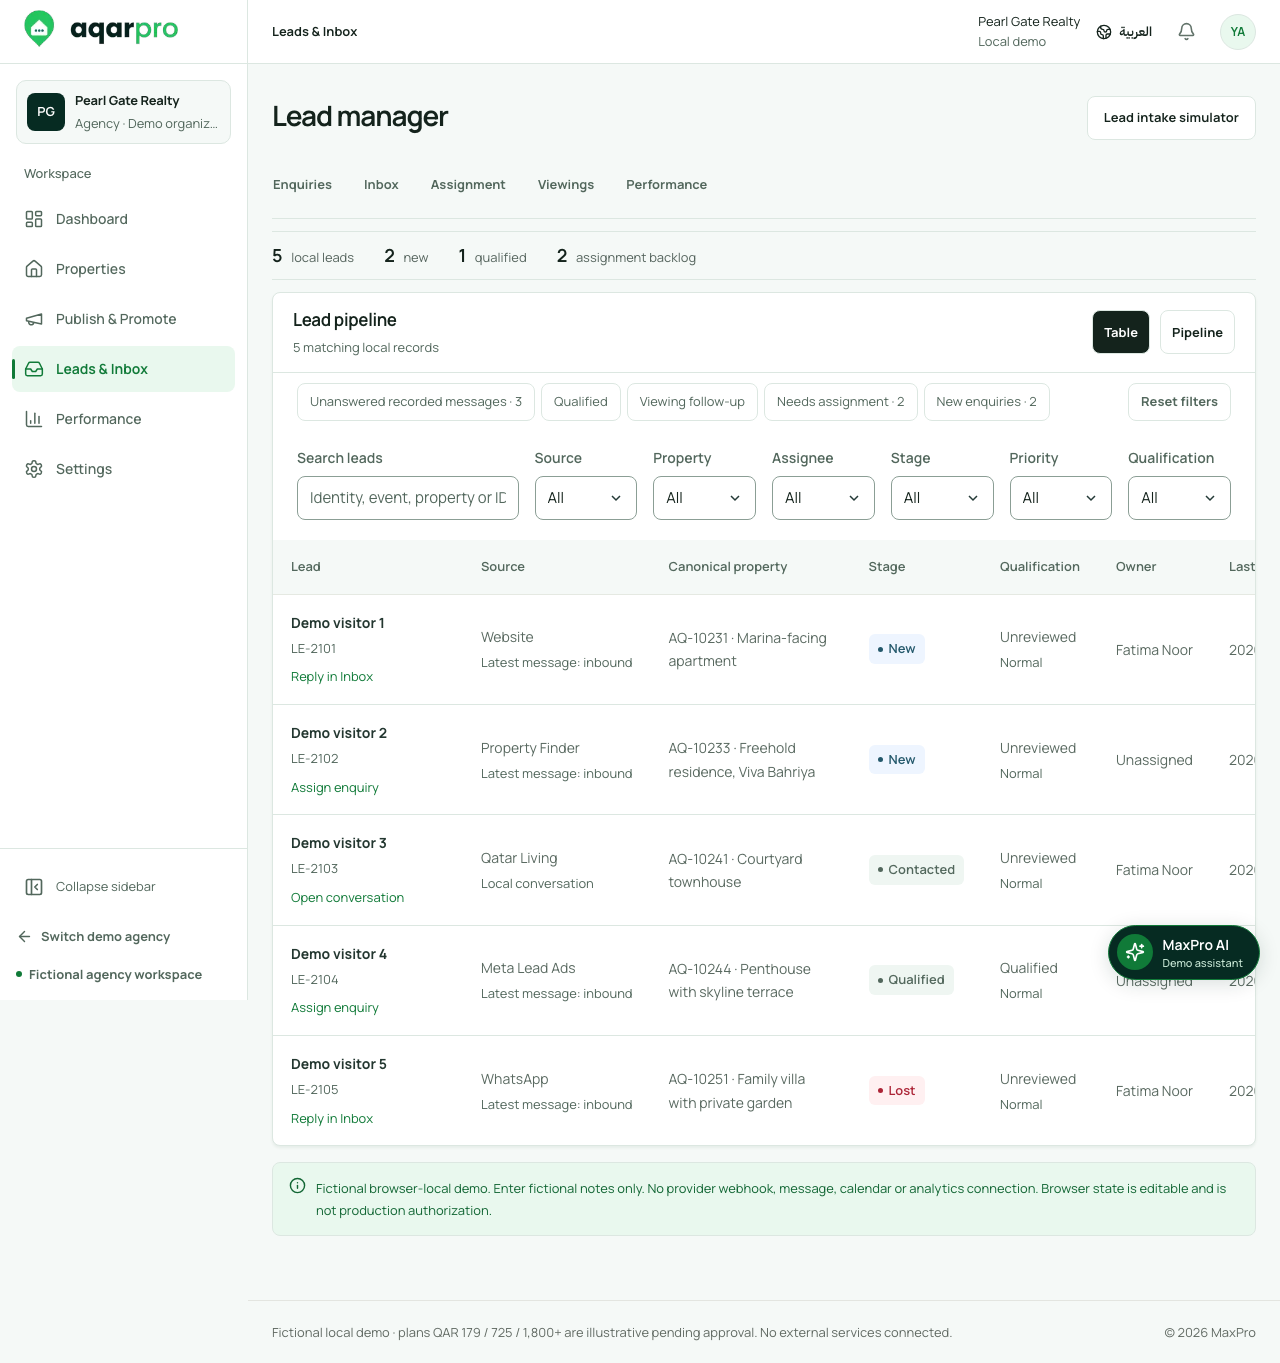 aqarpro
Leads & Inbox
Pearl Gate Realty
Local demo
العربية
YA
PG
Pearl Gate Realty
Agency · Demo organiz...
Workspace
Dashboard
Properties
Publish & Promote
Leads & Inbox
Performance
Settings
Collapse sidebar
Switch demo agency
Fictional agency workspace
Lead manager
Lead intake simulator
Enquiries Inbox Assignment Viewings Performance
5 local leads 2 new 1 qualified 2 assignment backlog
Lead pipeline
5 matching local records
Table Pipeline
Unanswered recorded messages · 3 Qualified Viewing follow-up Needs assignment · 2 New enquiries · 2 Reset filters
Search leads Source Property Assignee Stage Priority Qualification
Identity, event, property or ID All All All All All All
Lead Source Canonical property Stage Qualification Owner Last
Demo visitor 1
LE-2101
Reply in Inbox
Website
Latest message: inbound
AQ-10231 · Marina-facing
apartment
New
Unreviewed
Normal
Fatima Noor
Demo visitor 2
LE-2102
Assign enquiry
Property Finder
Latest message: inbound
AQ-10233 · Freehold
residence, Viva Bahriya
New
Unreviewed
Normal
Unassigned
Demo visitor 3
LE-2103
Open conversation
Qatar Living
Local conversation
AQ-10241 · Courtyard
townhouse
Contacted
Unreviewed
Normal
Fatima Noor
Demo visitor 4
LE-2104
Assign enquiry
Meta Lead Ads
Latest message: inbound
AQ-10244 · Penthouse
with skyline terrace
Qualified
Qualified
Normal
Unassigned
MaxPro AI
Demo assistant
Demo visitor 5
LE-2105
Reply in Inbox
WhatsApp
Latest message: inbound
AQ-10251 · Family villa
with private garden
Lost
Unreviewed
Normal
Fatima Noor
Fictional browser-local demo. Enter fictional notes only. No provider webhook, message, calendar or analytics connection. Browser state is editable and is
not production authorization.
Fictional local demo · plans QAR 179 / 725 / 1,800+ are illustrative pending approval. No external services connected.
© 2026 MaxPro